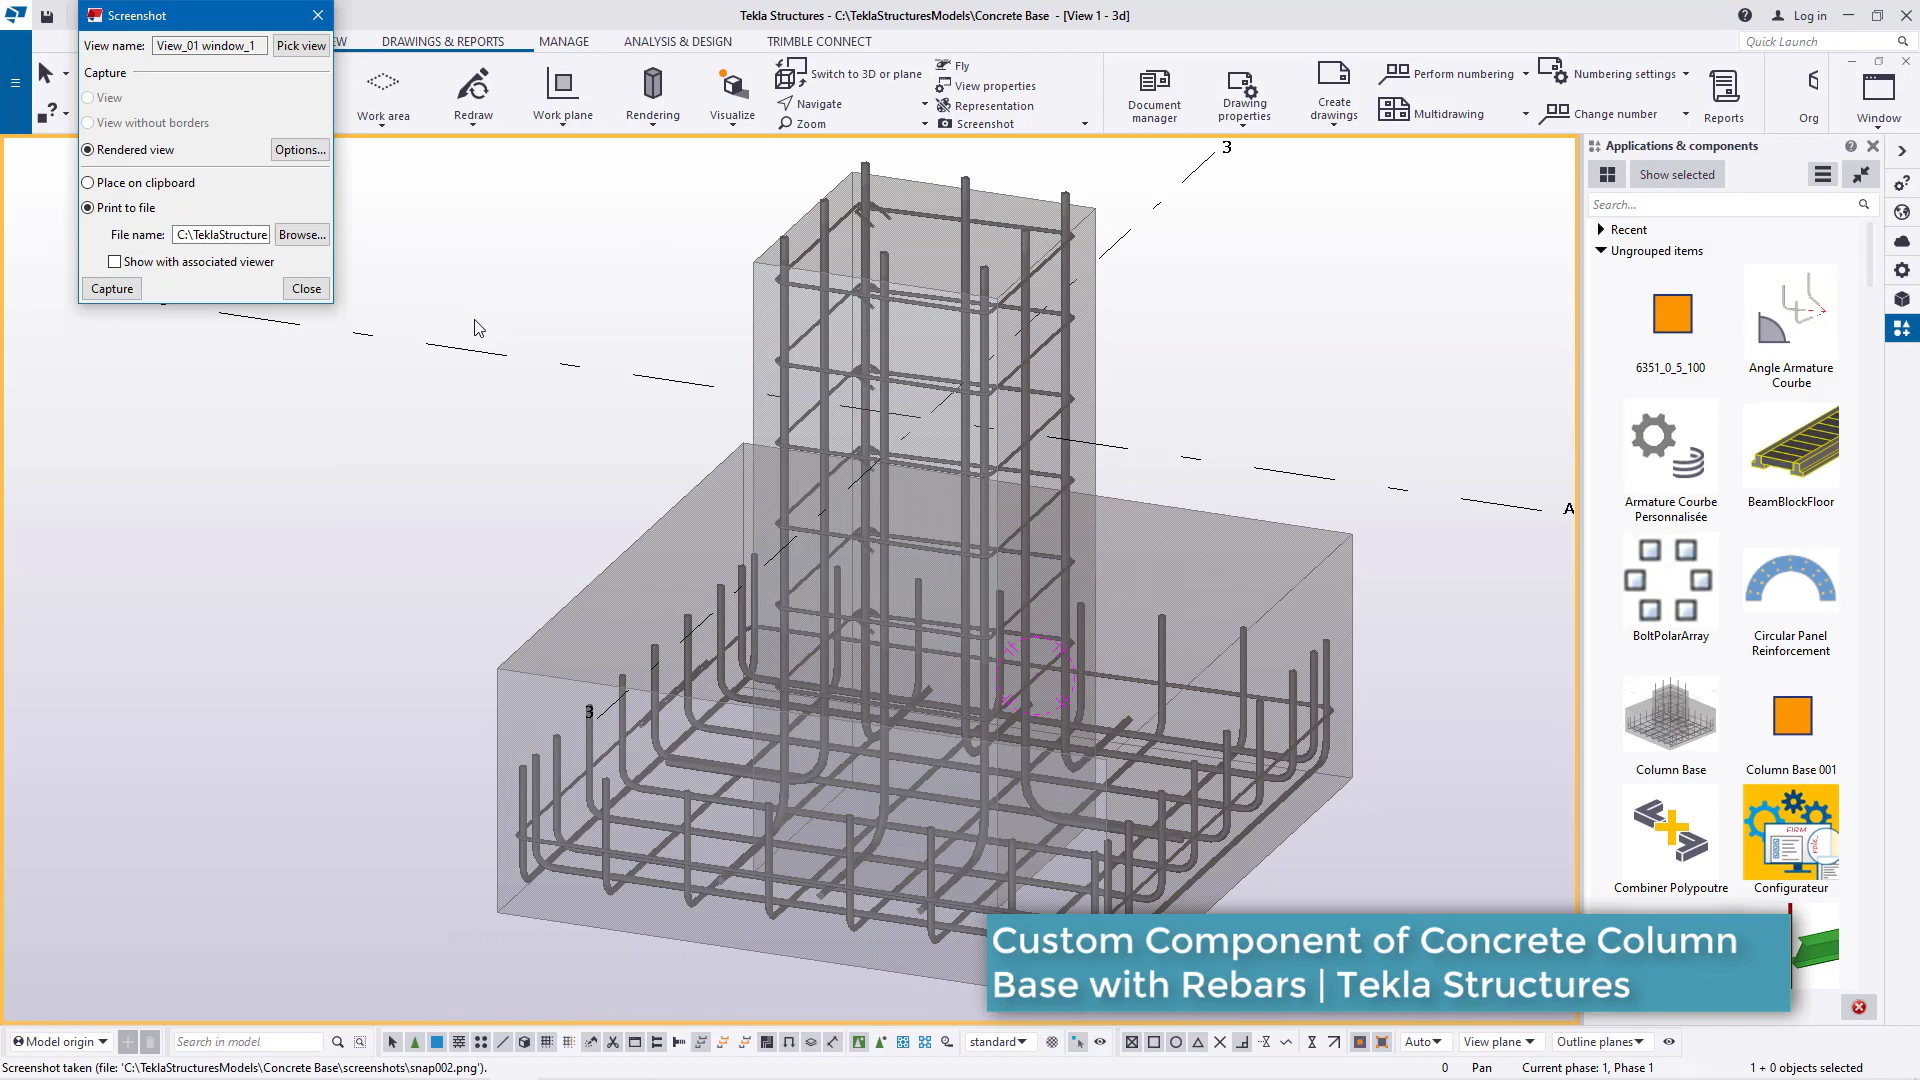 Screenshot
Tekla Structures - C:\TeklaStructuresModels\Concrete Base - [View 1 - 3d]
Log in
View name:
View_01 window_1
Pick view
DRAWINGS & REPORTS
MANAGE
ANALYSIS & DESIGN
TRIMBLE CONNECT
Quick Launch
Capture
View
View without borders
Rendered view
Options...
Place on clipboard
Print to file
File name:
C:\TeklaStructure
Browse...
Show with associated viewer
Capture
Close
Work area
Redraw
Work plane
Rendering
Visualize
Switch to 3D or plane
Navigate
Zoom
Fly
View properties
Representation
Screenshot
Document
manager
Drawing
properties
Create
drawings
Perform numbering
Multidrawing
Numbering settings
Change number
Reports
Org
Window
3
3
A
Applications & components
Show selected
Search...
Recent
Ungrouped items
6351_0_5_100
Angle Armature
Courbe
Armature Courbe
Personnalisée
BeamBlockFloor
BoltPolarArray
Circular Panel
Reinforcement
Column Base
Column Base 001
FIRM
Combiner Polypoutre
Configurateur
Custom Component of Concrete Column
Base with Rebars | Tekla Structures
Model origin
Search in model
standard
Auto
View plane
Outline planes
Screenshot taken (file: 'C:\TeklaStructuresModels\Concrete Base\screenshots\snap002.png').
0
Pan
Current phase: 1, Phase 1
1 + 0 objects selected